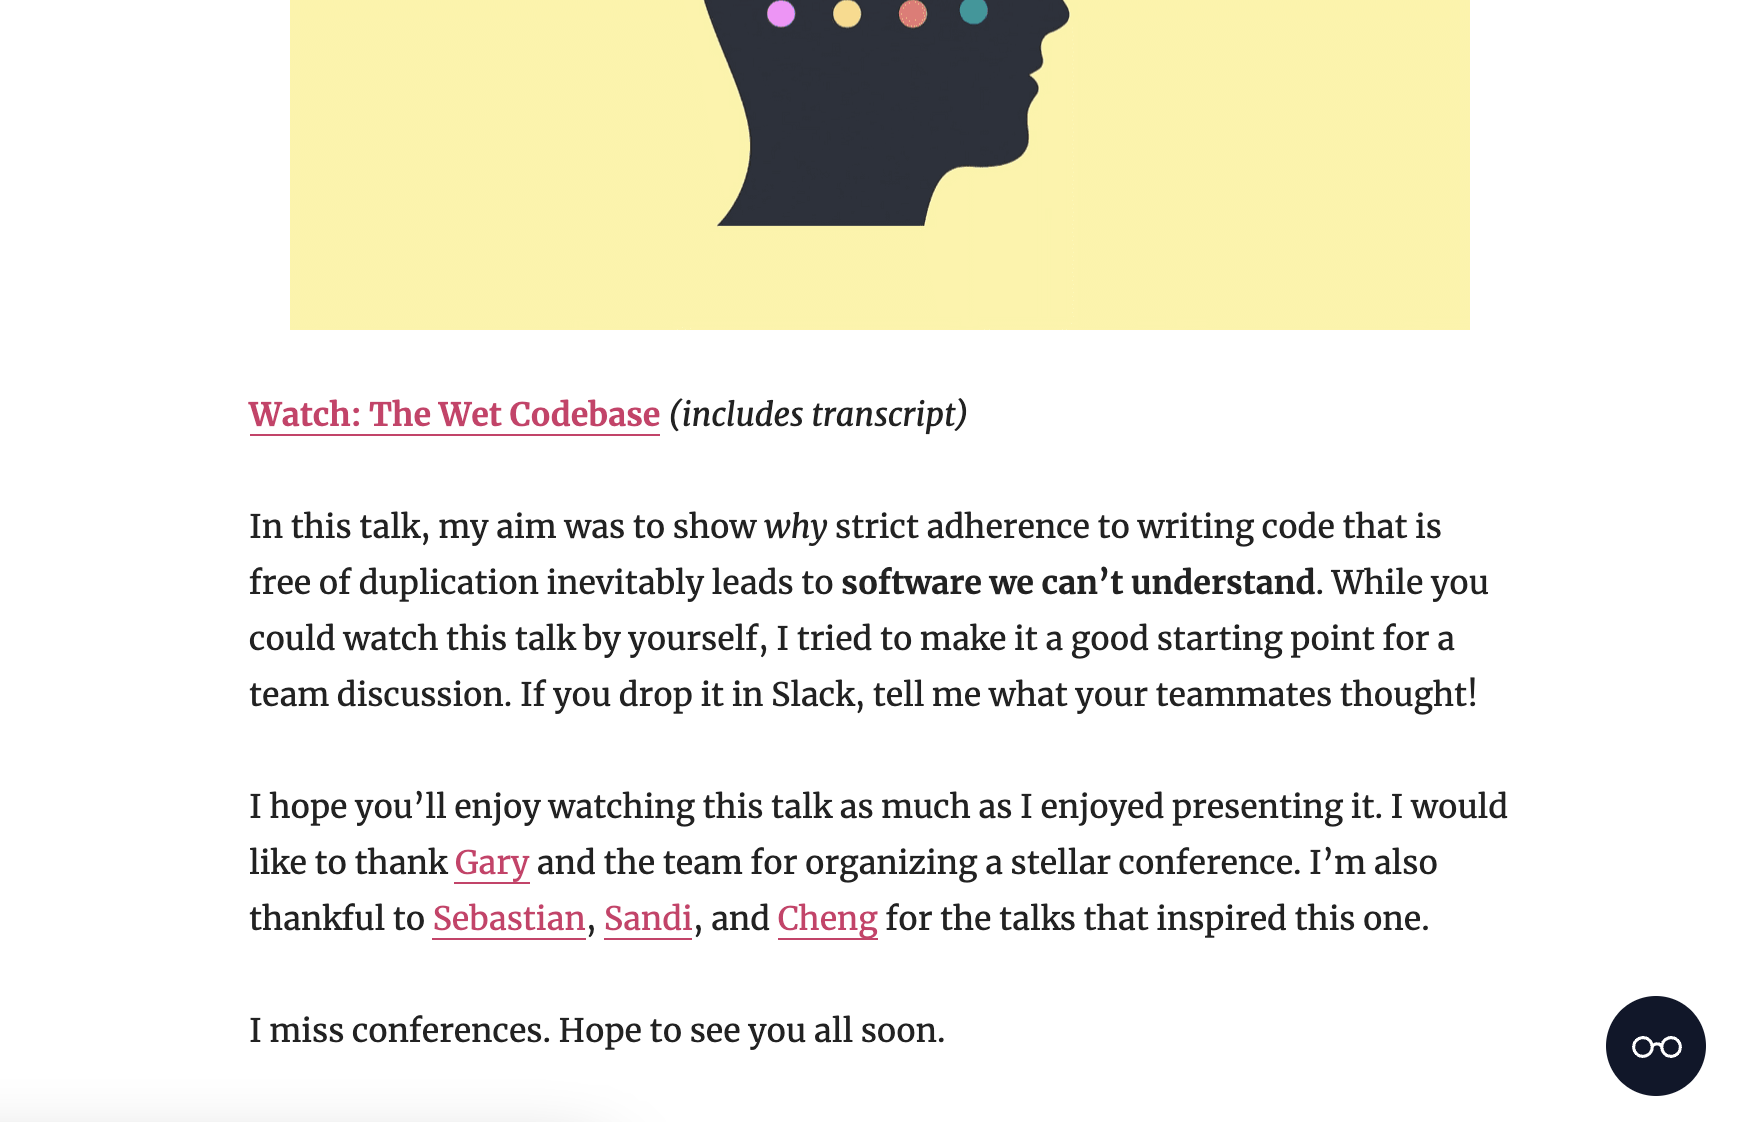 Watch: The Wet Codebase (includes transcript)
In this talk, my aim was to show why strict adherence to writing code that is
free of duplication inevitably leads to software we can’t understand. While you
could watch this talk by yourself, I tried to make it a good starting point for a
team discussion. If you drop it in Slack, tell me what your teammates thought!
I hope you’ll enjoy watching this talk as much as I enjoyed presenting it. I would
like to thank Gary and the team for organizing a stellar conference. I’m also
thankful to Sebastian, Sandi, and Cheng for the talks that inspired this one.
I miss conferences. Hope to see you all soon.